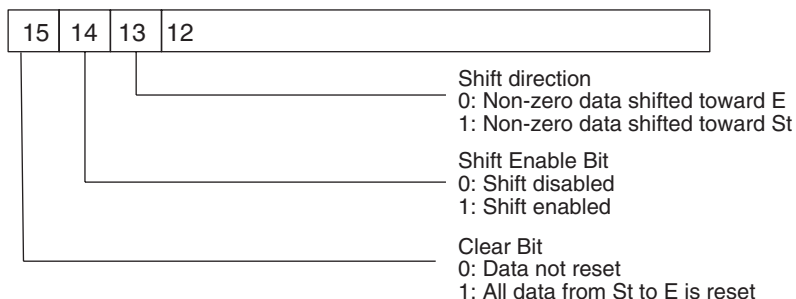 15 14 13 12
Shift direction
0: Non-zero data shifted toward E
1: Non-zero data shifted toward St
Shift Enable Bit
0: Shift disabled
1: Shift enabled
Clear Bit
0: Data not reset
1: All data from St to E is reset